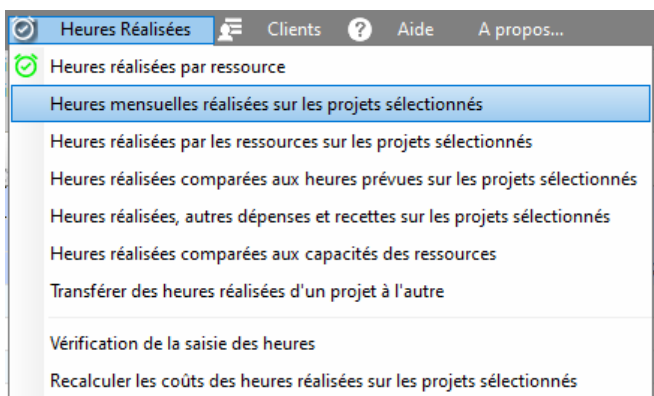 Heures Réalisées Clients ? Aide A propos...
Heures réalisées par ressource
Heures mensuelles réalisées sur les projets sélectionnés
Heures réalisées par les ressources sur les projets sélectionnés
Heures réalisées comparées aux heures prévues sur les projets sélectionnés
Heures réalisées, autres dépenses et recettes sur les projets sélectionnés
Heures réalisées comparées aux capacités des ressources
Transférer des heures réalisées d'un projet à l'autre
Vérification de la saisie des heures
Recalculer les coûts des heures réalisées sur les projets sélectionnés